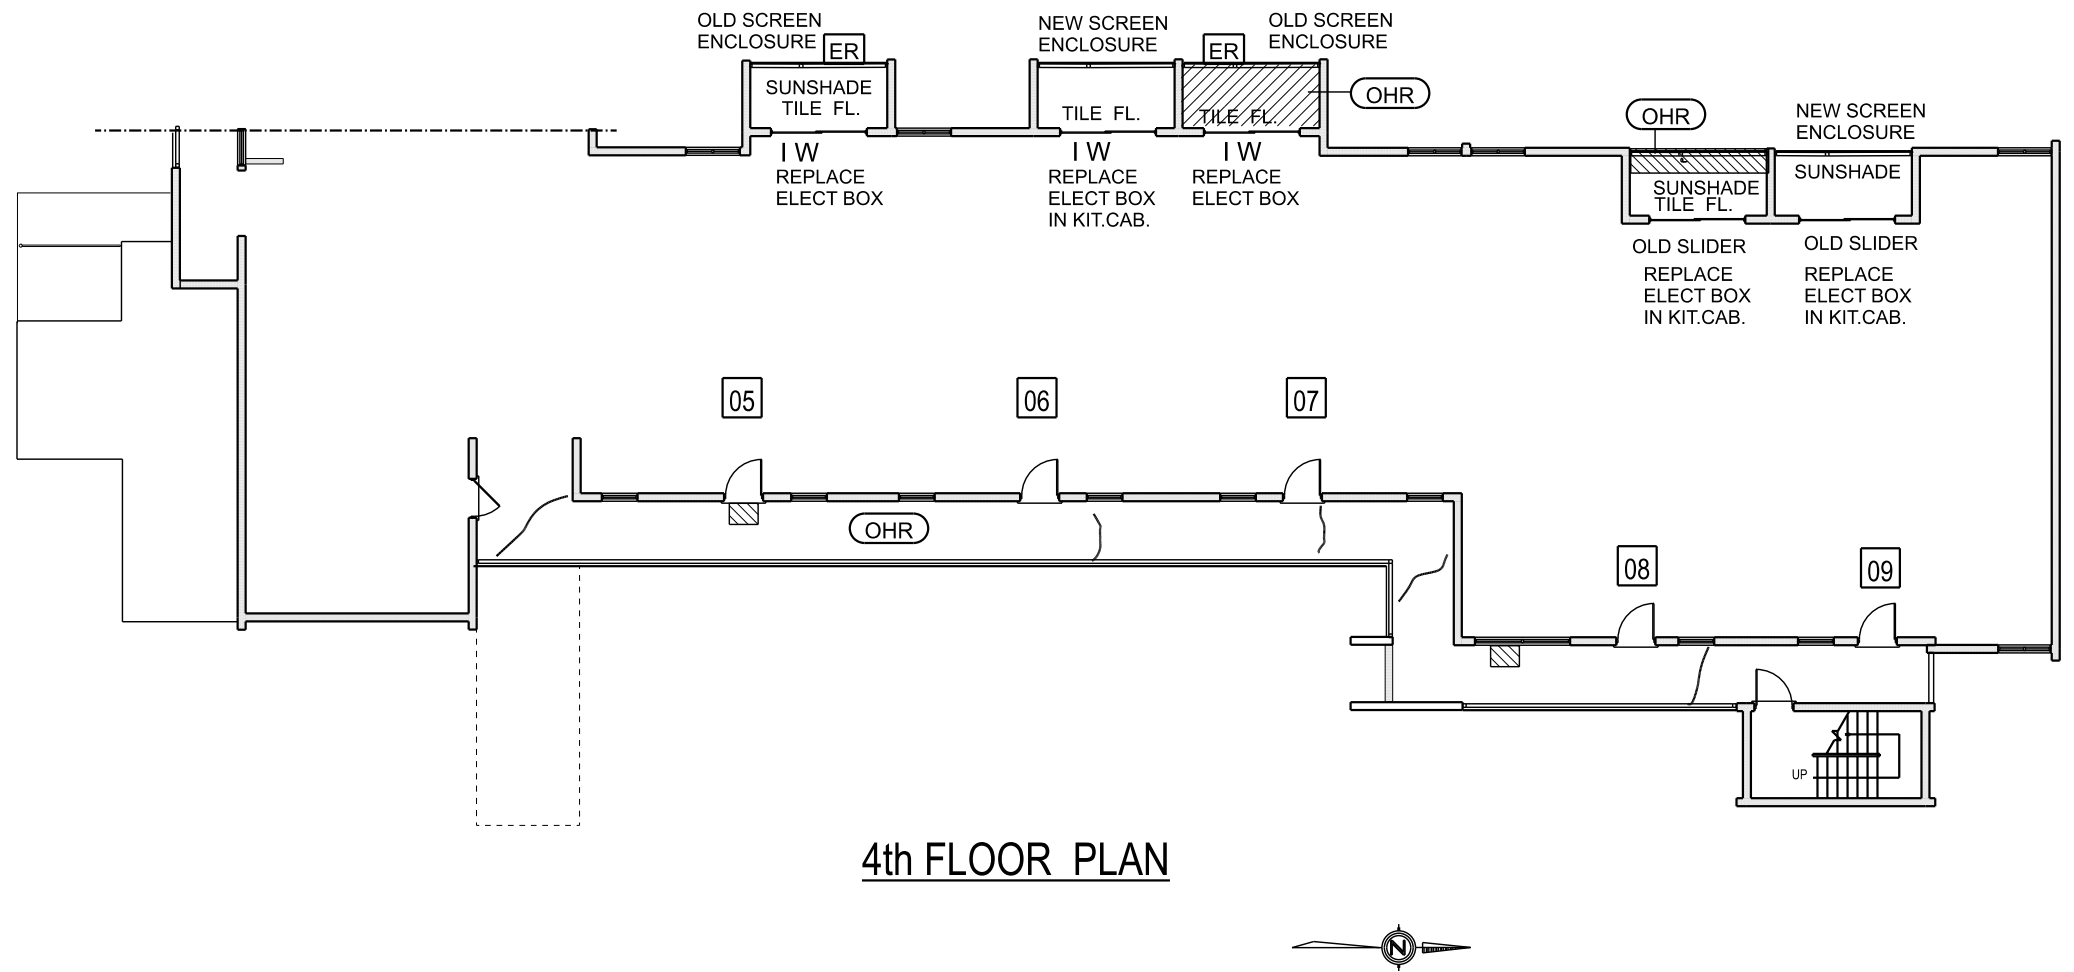 OLD SCREEN
ENCLOSURE
ER
NEW SCREEN
ENCLOSURE
ER
OLD SCREEN
ENCLOSURE
SUNSHADE
TILE FL.
TILE FL.
TILE FL.
OHR
OHR
NEW SCREEN
ENCLOSURE
I W
REPLACE
ELECT BOX
I W
REPLACE
ELECT BOX
IN KIT.CAB.
I W
REPLACE
ELECT BOX
SUNSHADE
TILE FL.
SUNSHADE
OLD SLIDER
REPLACE
ELECT BOX
IN KIT.CAB.
OLD SLIDER
REPLACE
ELECT BOX
IN KIT.CAB.
05
06
07
OHR
08
09
UP
4th FLOOR PLAN
N